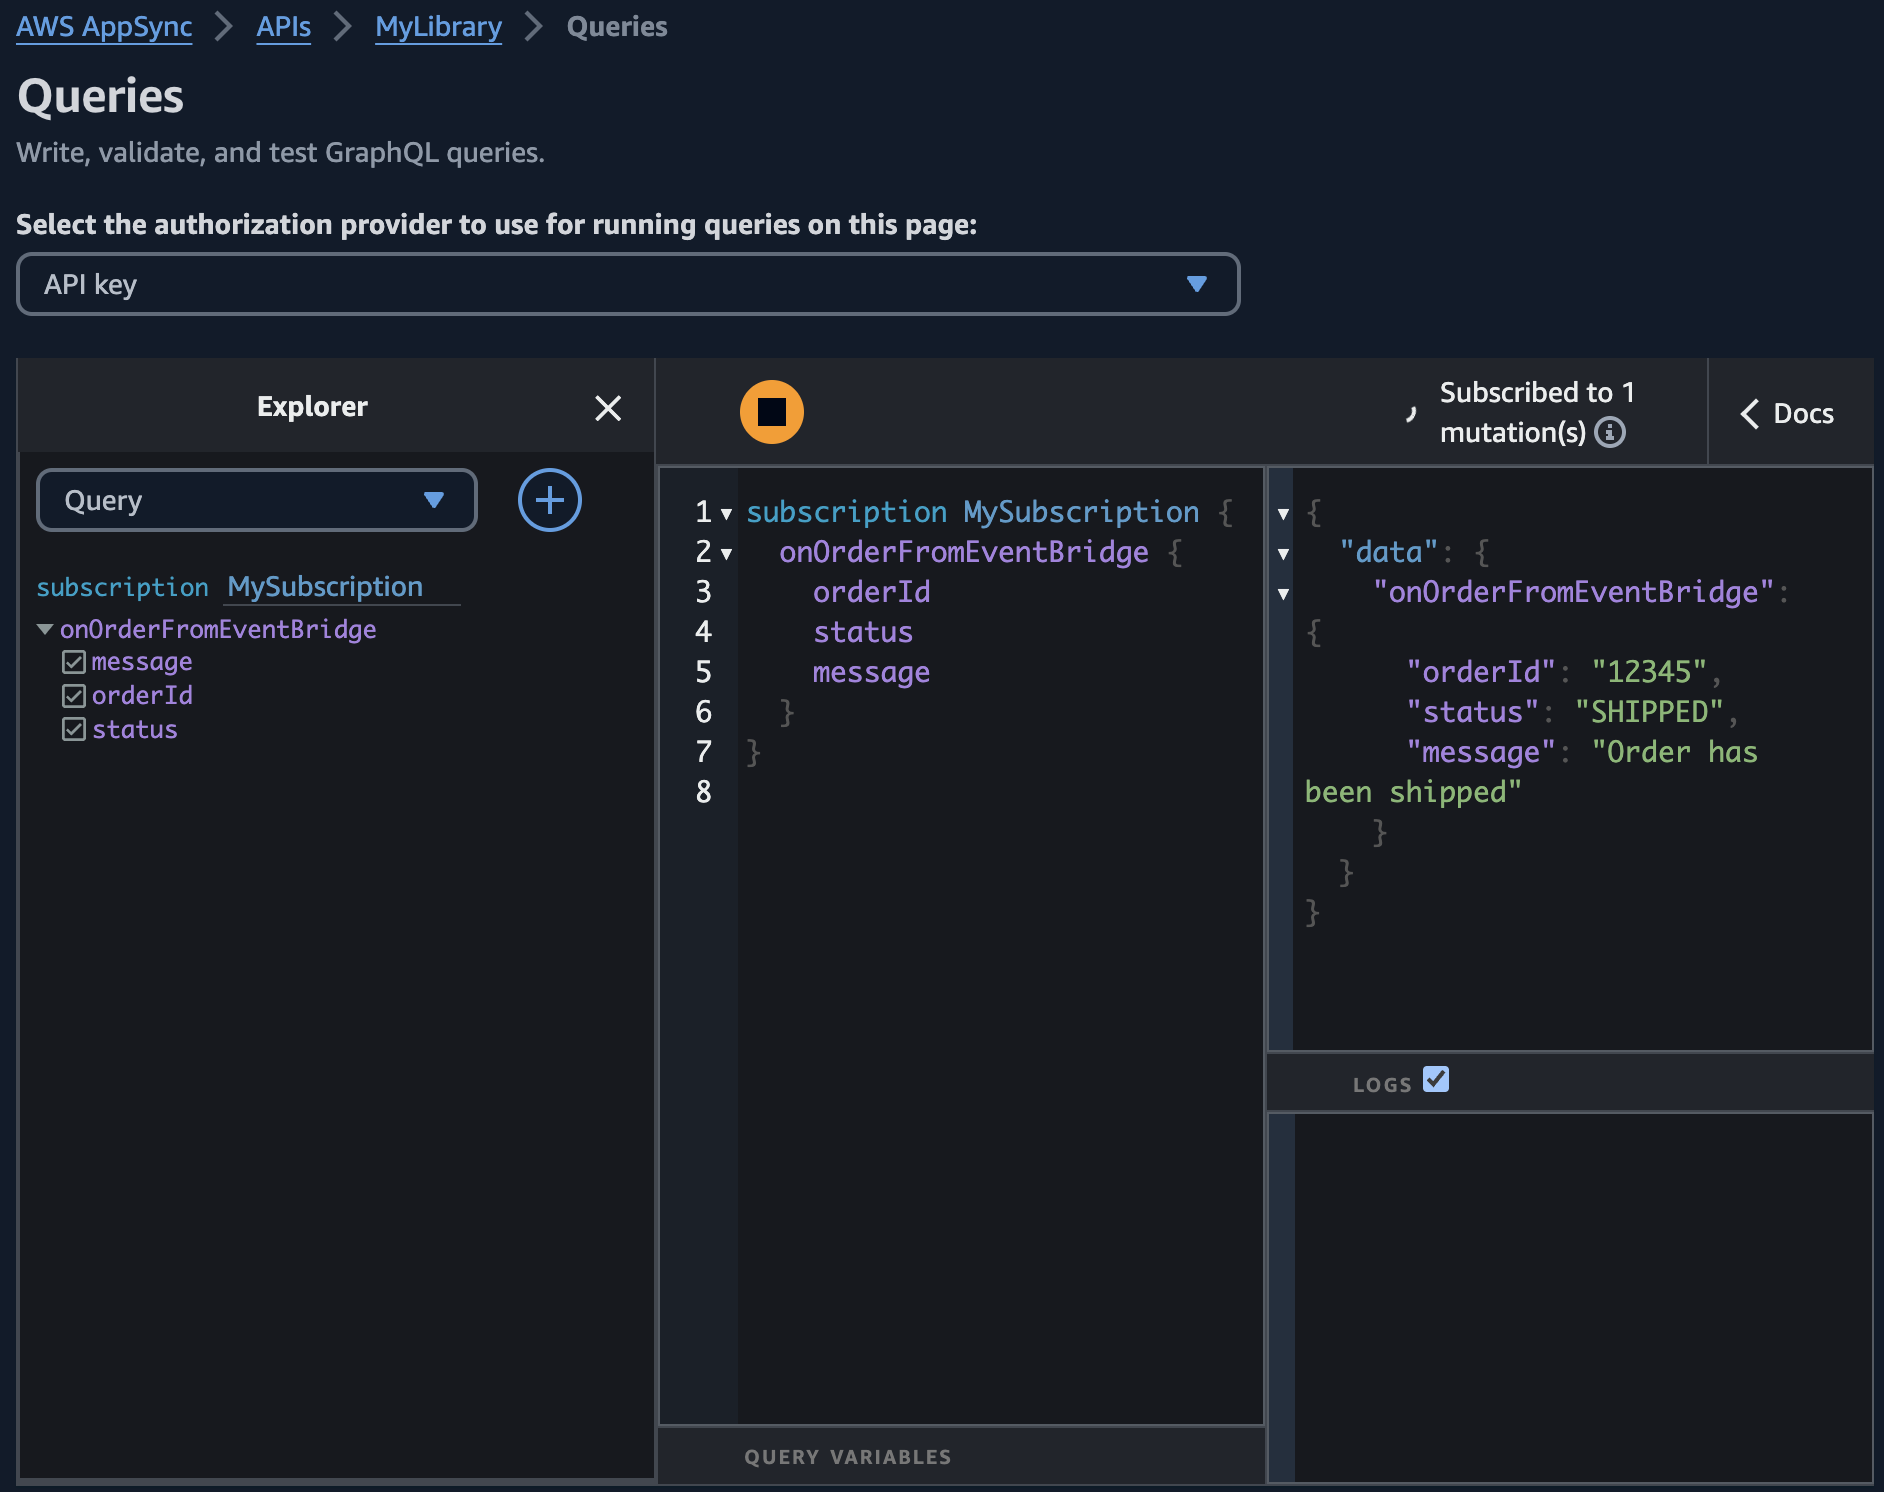 AWS AppSync > APIs > MyLibrary > Queries
Queries
Write, validate, and test GraphQL queries.
Select the authorization provider to use for running queries on this page:
API key
Explorer
Query
subscription MySubscription
onOrderFromEventBridge
message
orderId
status
Subscribed to 1
mutation(s)
Docs
1 subscription MySubscription {
2 onOrderFromEventBridge {
3 orderId
4 status
5 message
6 }
7 }
8
QUERY VARIABLES
{
"data": {
"onOrderFromEventBridge":
{
"orderId": "12345",
"status": "SHIPPED",
"message": "Order has
been shipped"
}
}
}
LOGS